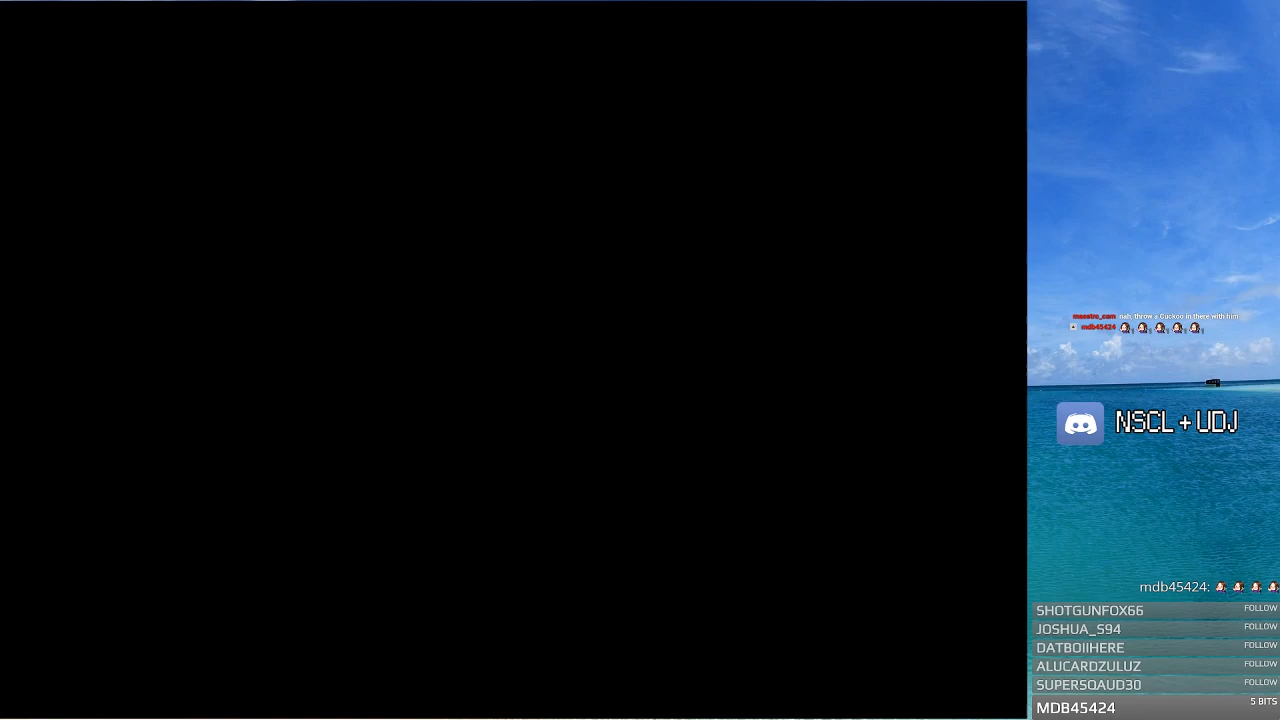 maestro_cam nah, throw a Cuckoo in there with him
mdb45424
NSCL + UDJ
mdb45424:
SHOTGUNFOX66 FOLLOW
JOSHUA_S94 FOLLOW
DATBOIIHERE FOLLOW
ALUCARDZULUZ FOLLOW
SUPERSQAUD30 FOLLOW
MDB45424 5 BITS